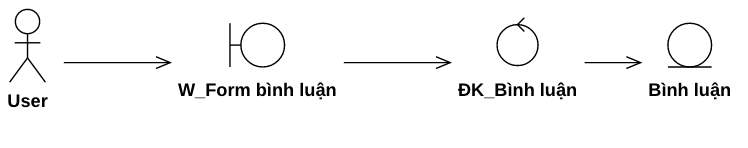 User
W_Form bình luận
ĐK_Bình luận
Bình luận